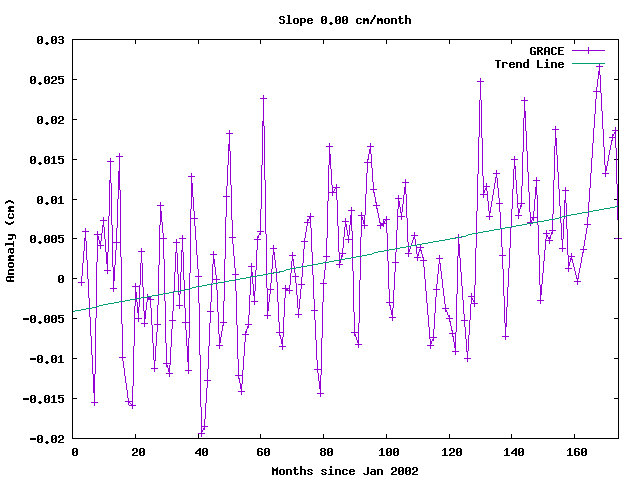 Slope 0.00 cm/month
GRACE
Trend Line
0.03
0.025
0.02
0.015
0.01
0.005
0
-0.005
-0.01
-0.015
-0.02
Anomaly (cm)
0 20 40 60 80 100 120 140 160
Months since Jan 2002